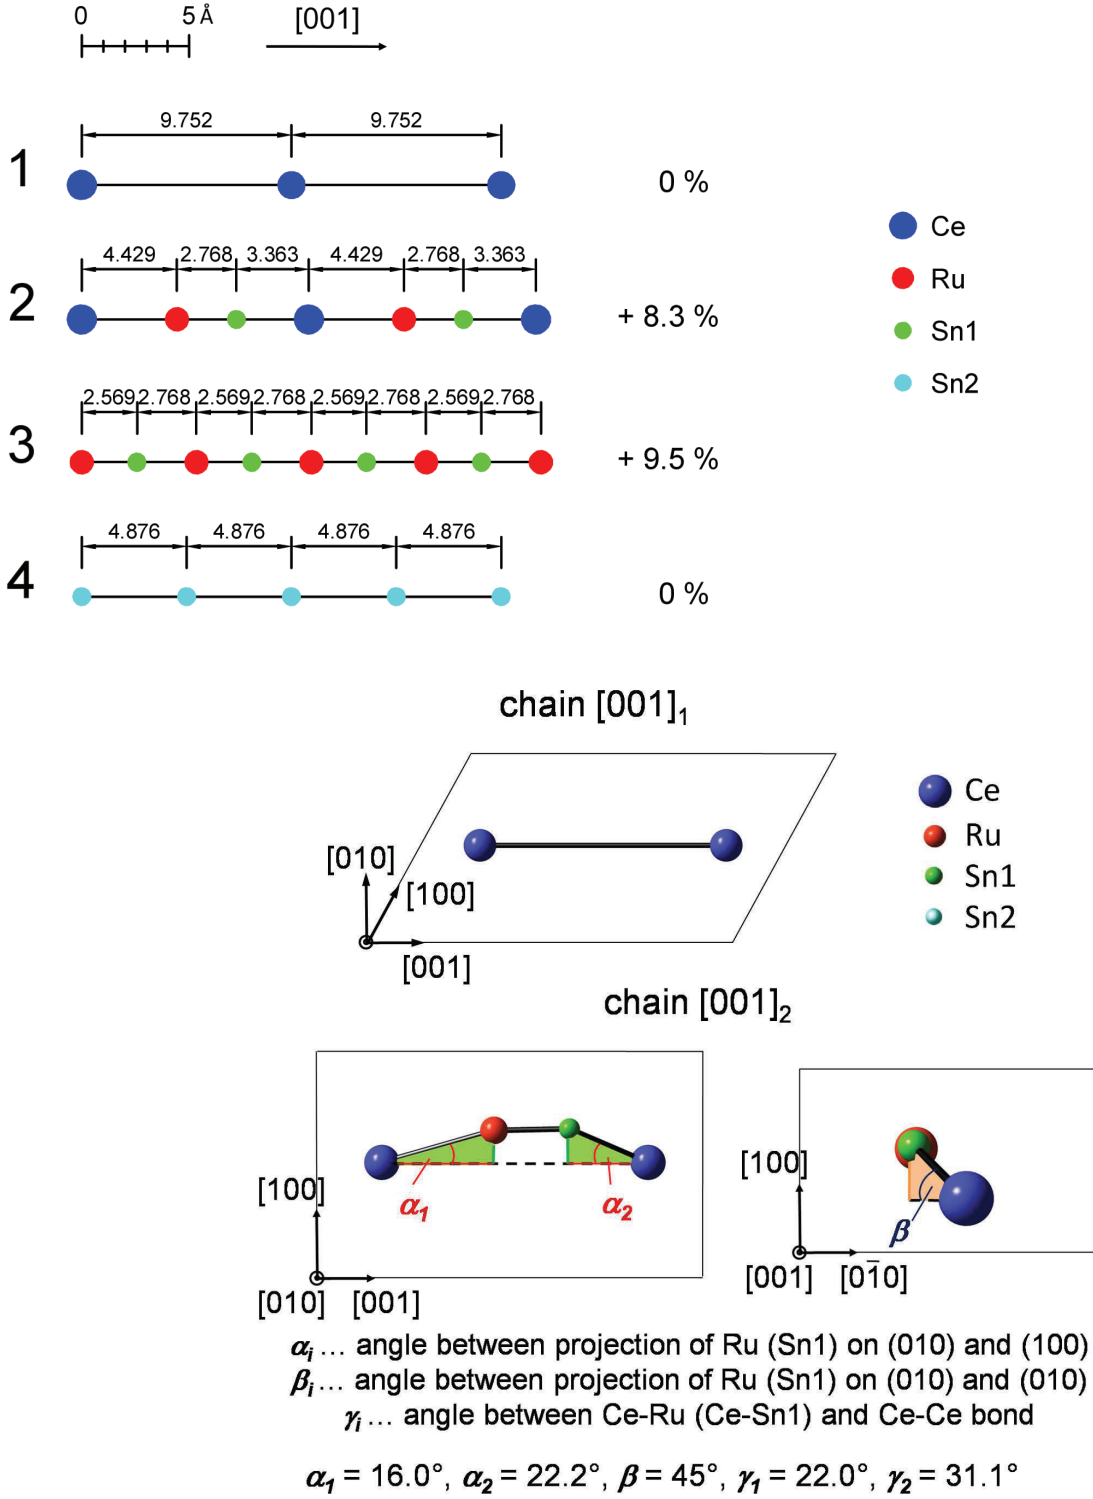 0 5 Å [001]
9.752 9.752
1 0 %
Ce
4.429 2.768 3.363 4.429 2.768 3.363
Ru
2 + 8.3 %
Sn1
Sn2
2.569 2.768 2.569 2.768 2.569 2.768 2.569 2.768
3 + 9.5 %
4.876 4.876 4.876 4.876
4 0 %
chain [001]₁
Ce
Ru
Sn1
Sn2
[010]
[100]
[001]
chain [001]₂
α₁ α₂
[100]
[010] [001]
[100]
β
[001] [01̄0]
αᵢ ... angle between projection of Ru (Sn1) on (010) and (100)
βᵢ ... angle between projection of Ru (Sn1) on (010) and (010)
γᵢ ... angle between Ce-Ru (Ce-Sn1) and Ce-Ce bond
α₁ = 16.0°, α₂ = 22.2°, β = 45°, γ₁ = 22.0°, γ₂ = 31.1°